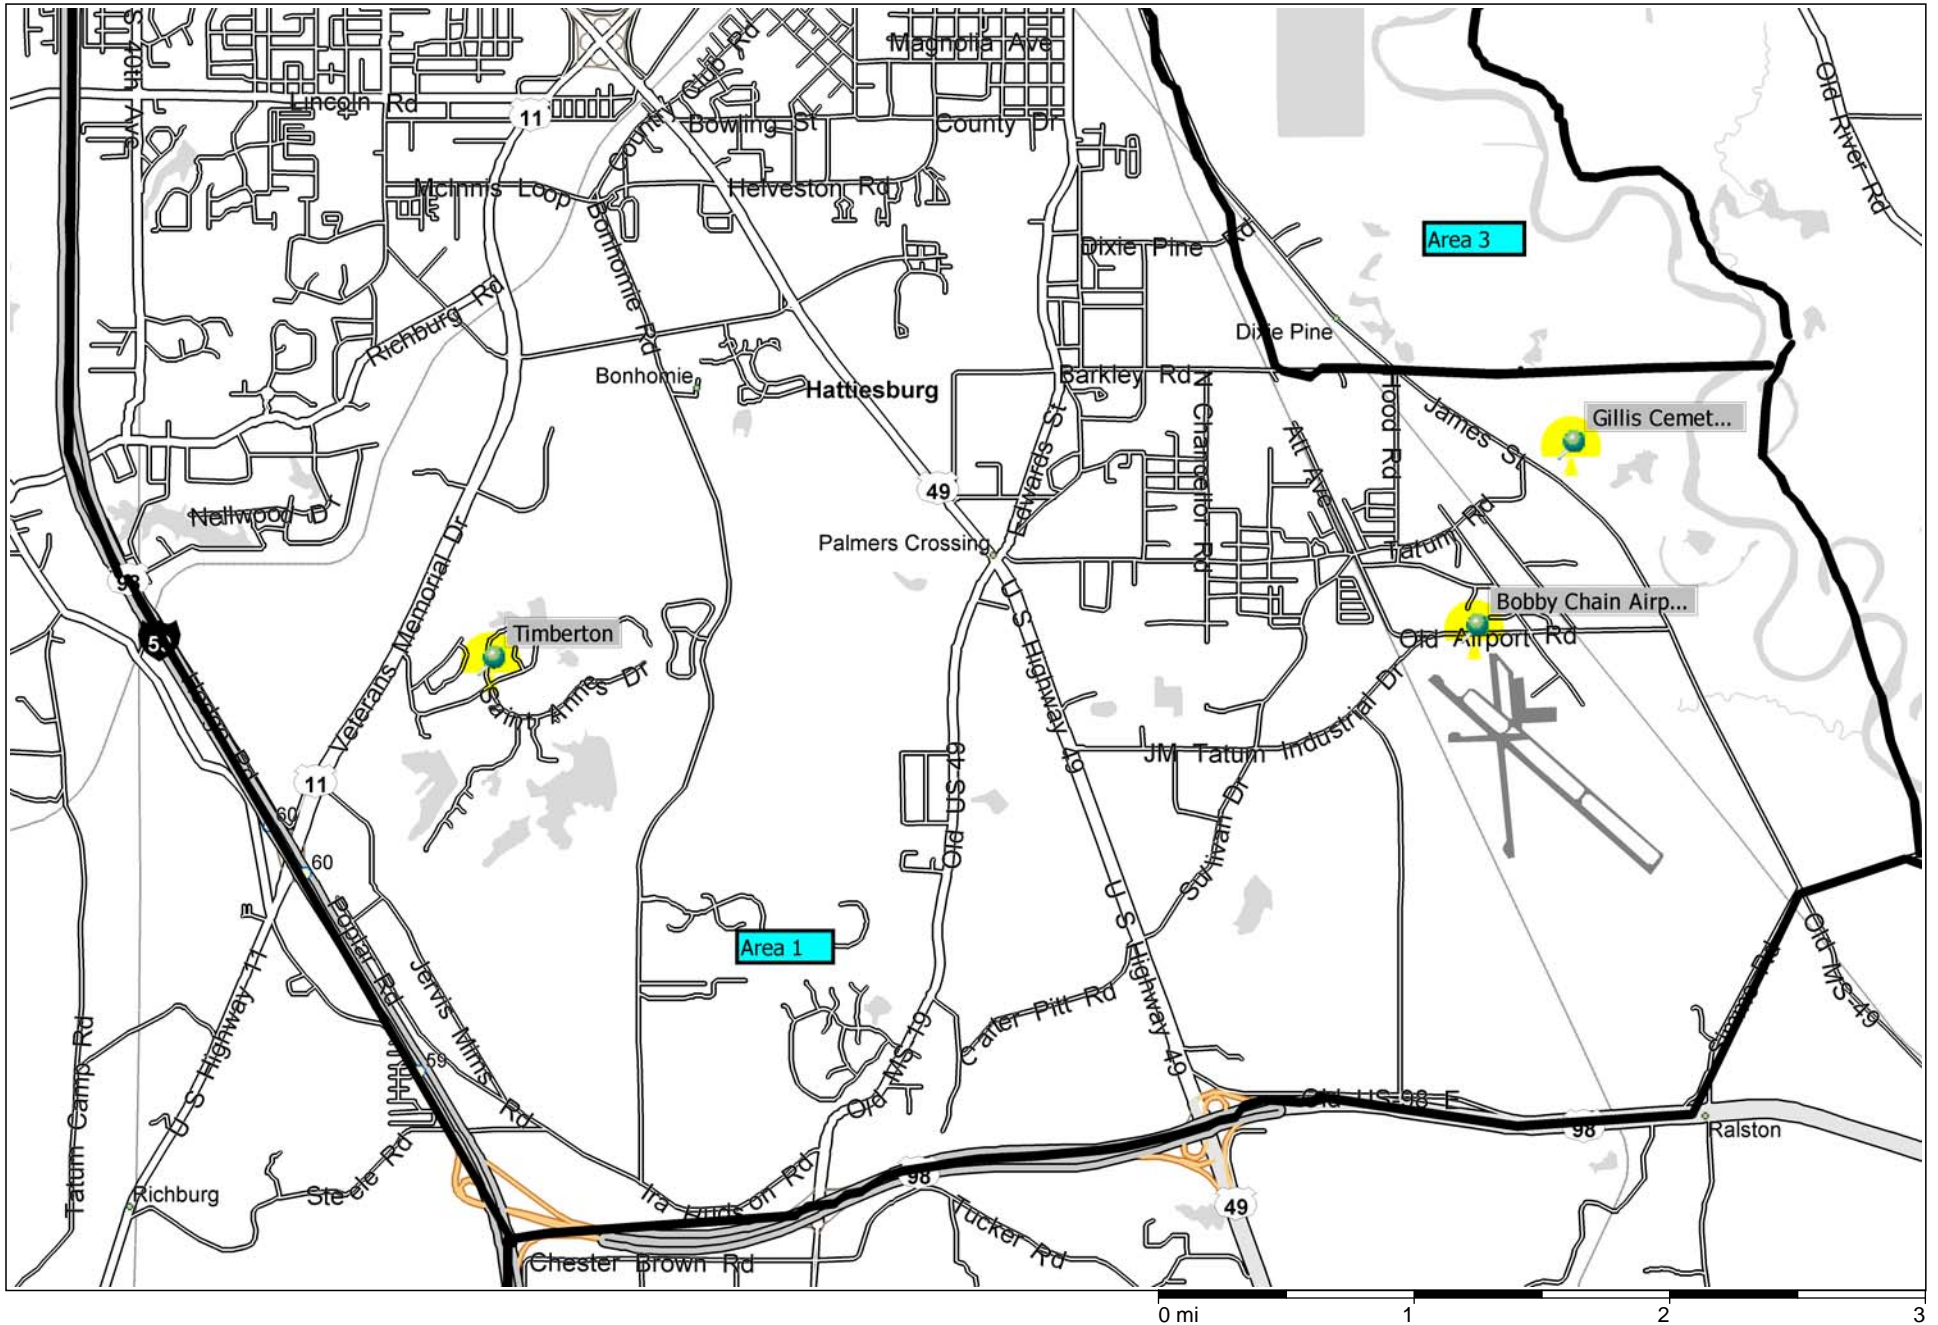 S 40th Ave
Magnolia Ave
Country Club Rd
Old River Rd
Lincoln Rd
11
Bowling St
County Dr
McInnis Loop
Helveston Rd
Bonhomie Rd
Dixie Pine Rd
Area 3
Richburg Rd
Dixie Pine
Bonhomie
Hattiesburg
Barkley Rd
N Chancellor Rd
Hood Rd
James St
Gillis Cemet...
Edwards St
Alt Ave
49
Nellwood Dr
Veterans Memorial Dr
Palmers Crossing
Tatum Rd
98
Bobby Chain Airp...
Timberton
Old Airport Rd
U S Highway 49
Saint Annes Dr
JM Tatum Industrial Dr
11
Old US-49
Sullivan Dr
60
60
Poplar Rd
U S Highway 49
Area 1
Old MS-49
U S Highway 11
Jervis Mims Rd
Carter Pitt Rd
Tatum Camp Rd
Old MS 19
59
Old US-98 E
98
Ralston
Steele Rd
Richburg
Ira Hudson Rd
98
49
Tucker Rd
Chester Brown Rd
0 mi 1 2 3